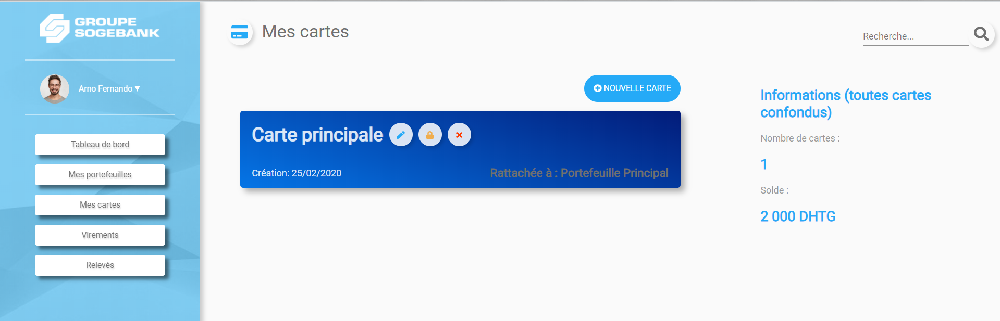 GROUPE
SOGEBANK
Arno Fernando
Tableau de bord
Mes portefeuilles
Mes cartes
Virements
Relevés
Mes cartes
Recherche...
NOUVELLE CARTE
Carte principale
Création: 25/02/2020
Rattachée à : Portefeuille Principal
Informations (toutes cartes
confondus)
Nombre de cartes :
1
Solde :
2 000 DHTG